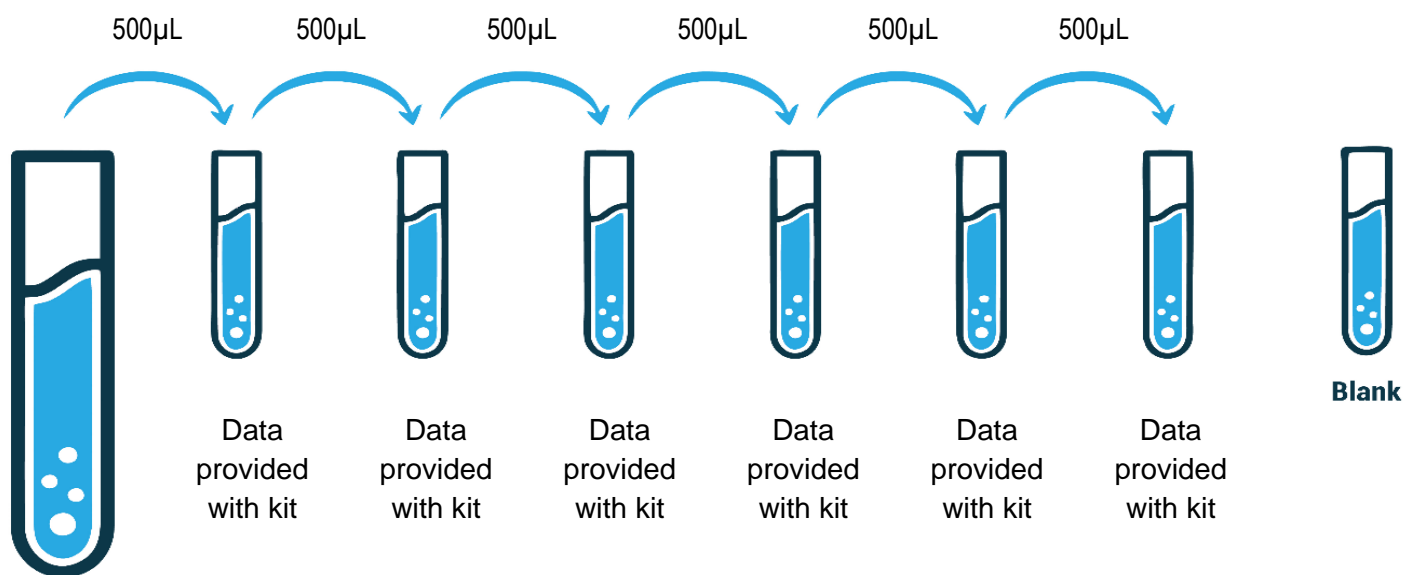 500µL 500µL 500µL 500µL 500µL 500µL
Blank
Data Data Data Data Data Data
provided provided provided provided provided provided
with kit with kit with kit with kit with kit with kit